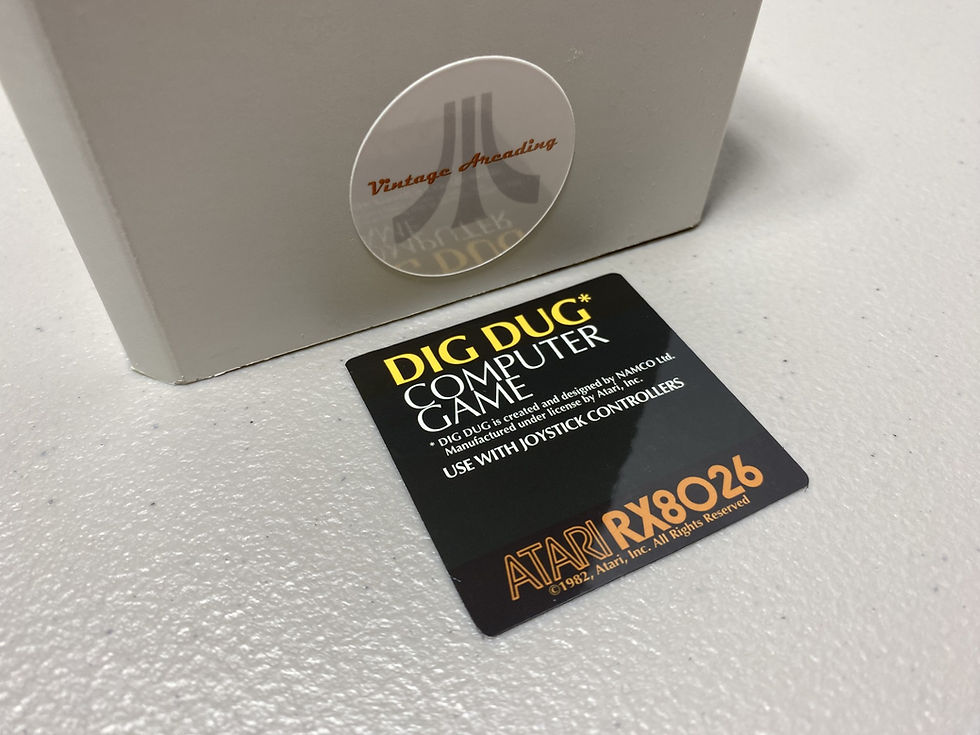 Vintage Arcading
DIG DUG*
COMPUTER
GAME
* DIG DUG is created and designed by NAMCO Ltd.
Manufactured under license by Atari, Inc.
USE WITH JOYSTICK CONTROLLERS
ATARI RX8026
©1982, Atari, Inc. All Rights Reserved